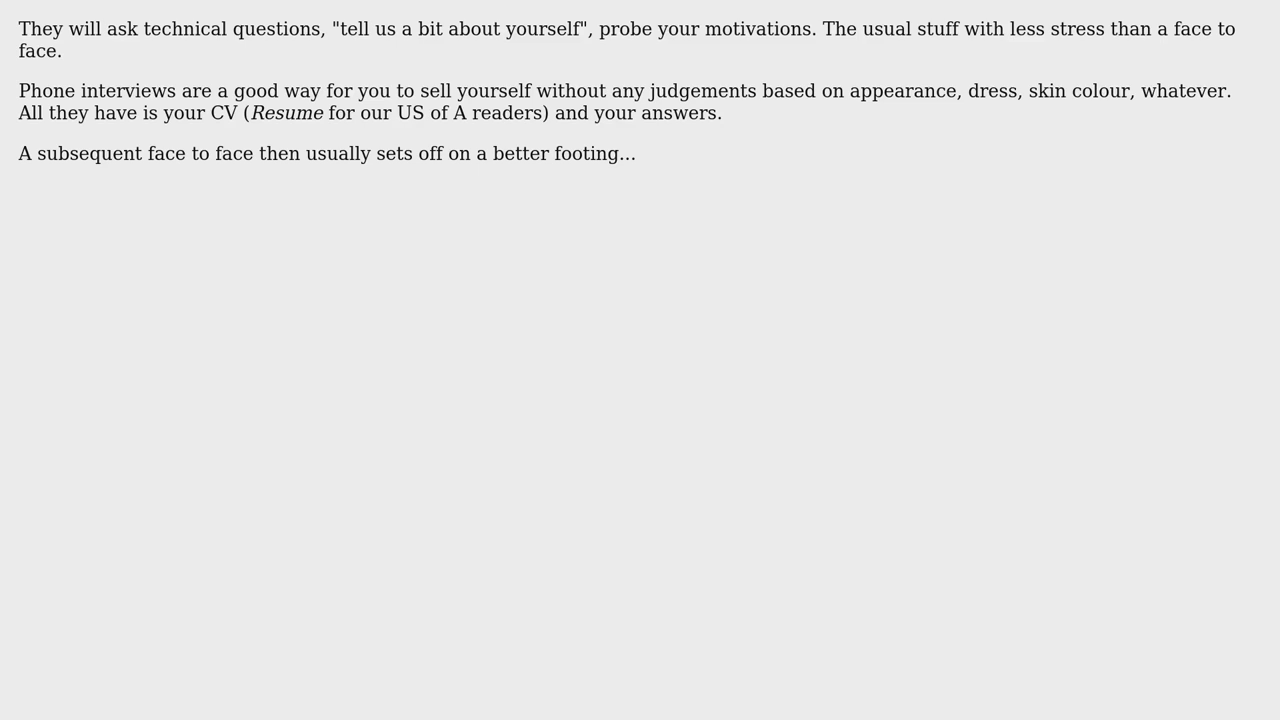 They will ask technical questions, "tell us a bit about yourself", probe your motivations. The usual stuff with less stress than a face to
face.
Phone interviews are a good way for you to sell yourself without any judgements based on appearance, dress, skin colour, whatever.
All they have is your CV (Resume for our US of A readers) and your answers.
A subsequent face to face then usually sets off on a better footing...